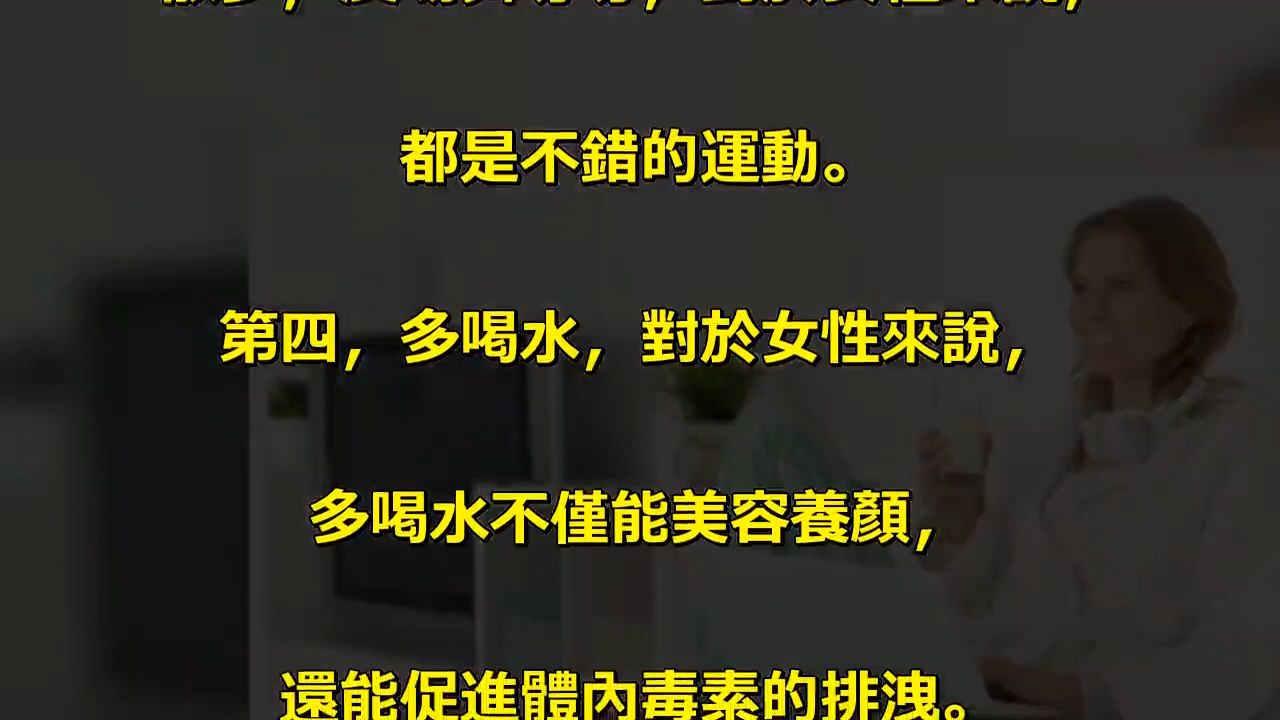 都是不錯的運動。
第四，多喝水，對於女性來說，
多喝水不僅能美容養顏，
還能促進體內毒素的排洩。